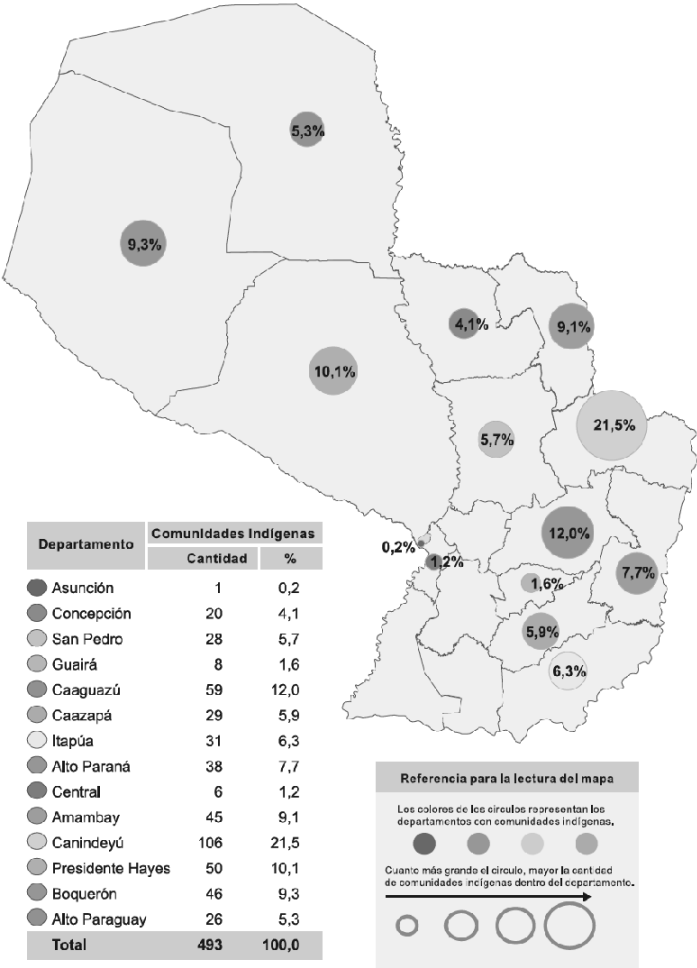 5,3%
9,3%
4,1%
9,1%
10,1%
21,5%
5,7%
12,0%
0,2%
1,2%
7,7%
1,6%
5,9%
6,3%
Departamento Comunidades Indígenas
Cantidad %
Asunción 1 0,2
Concepción 20 4,1
San Pedro 28 5,7
Guairá 8 1,6
Caaguazú 59 12,0
Caazapá 29 5,9
Itapúa 31 6,3
Alto Paraná 38 7,7
Central 6 1,2
Amambay 45 9,1
Canindeyú 106 21,5
Presidente Hayes 50 10,1
Boquerón 46 9,3
Alto Paraguay 26 5,3
Total 493 100,0
Referencia para la lectura del mapa
Los colores de los circulos representan los
departamentos con comunidades indígenas.
Cuanto más grande el circulo, mayor la cantidad
de comunidades indígenas dentro del departamento.